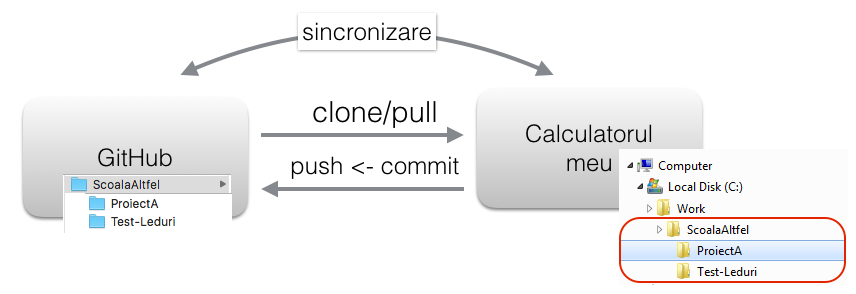 sincronizare
clone/pull
push <- commit
GitHub
ScoalaAltfel
ProiectA
Test-Leduri
Calculatorul
meu
Computer
Local Disk (C:)
Work
ScoalaAltfel
ProiectA
Test-Leduri